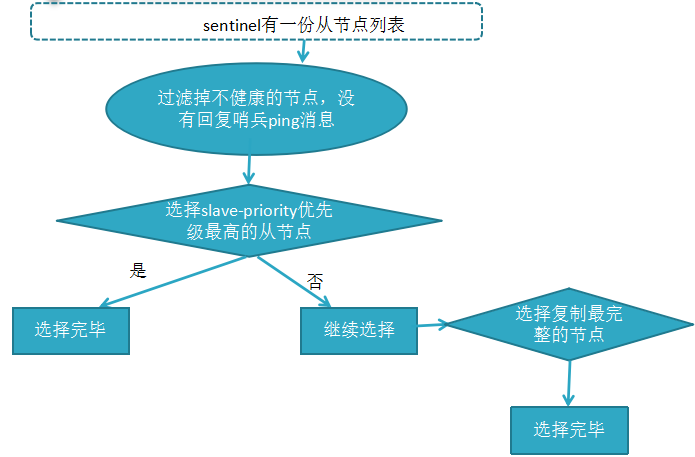 sentinel有一份从节点列表
过滤掉不健康的节点，没
有回复哨兵ping消息
选择slave-priority优先
级最高的从节点
是
否
选择完毕
继续选择
选择复制最完
整的节点
选择完毕